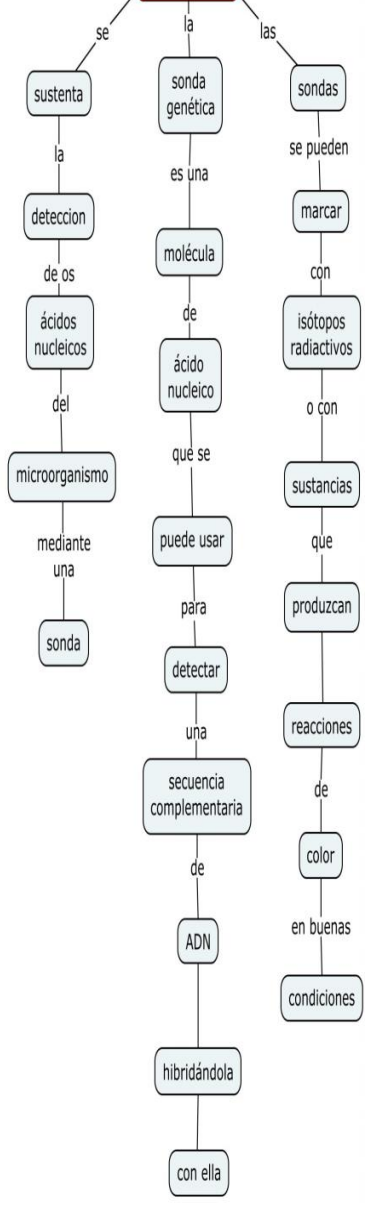 se
sustenta
la
deteccion
de os
ácidos
nucleicos
del
microorganismo
mediante
una
sonda
la
sonda
genética
es una
molécula
de
ácido
nucleico
que se
puede usar
para
detectar
una
secuencia
complementaria
de
ADN
hibridándola
con ella
las
sondas
se pueden
marcar
con
isótopos
radiactivos
o con
sustancias
que
produzcan
reacciones
de
color
en buenas
condiciones